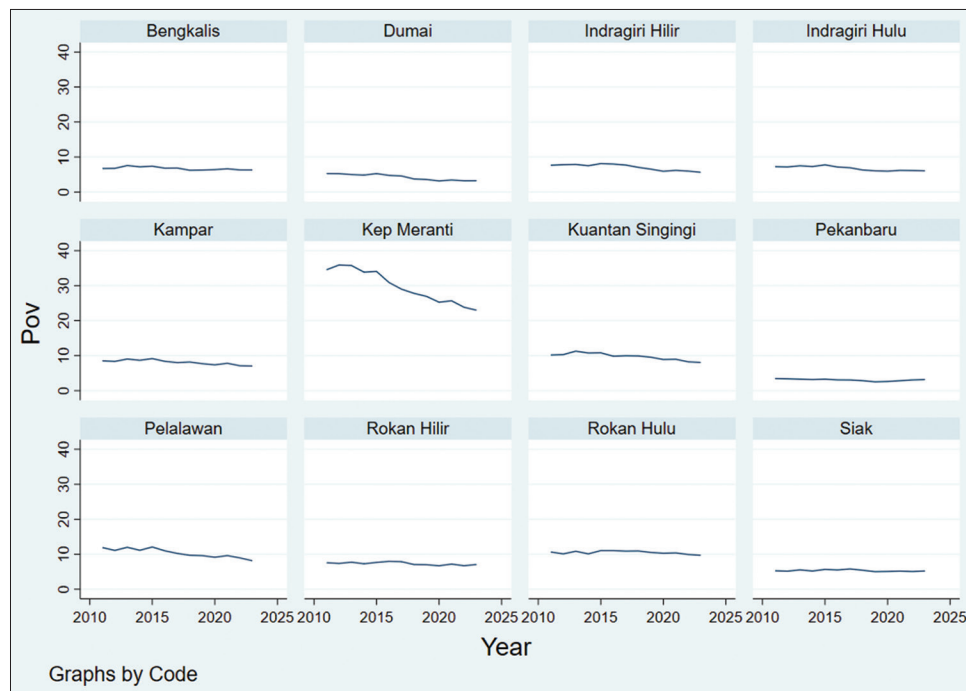 Bengkalis Dumai Indragiri Hilir Indragiri Hulu
40
30
20
10
0
Kampar Kep Meranti Kuantan Singingi Pekanbaru
40
30
20
10
0
Pov
Pelalawan Rokan Hilir Rokan Hulu Siak
40
30
20
10
0
2010 2015 2020 2025 2010 2015 2020 2025 2010 2015 2020 2025 2010 2015 2020 2025
Year
Graphs by Code